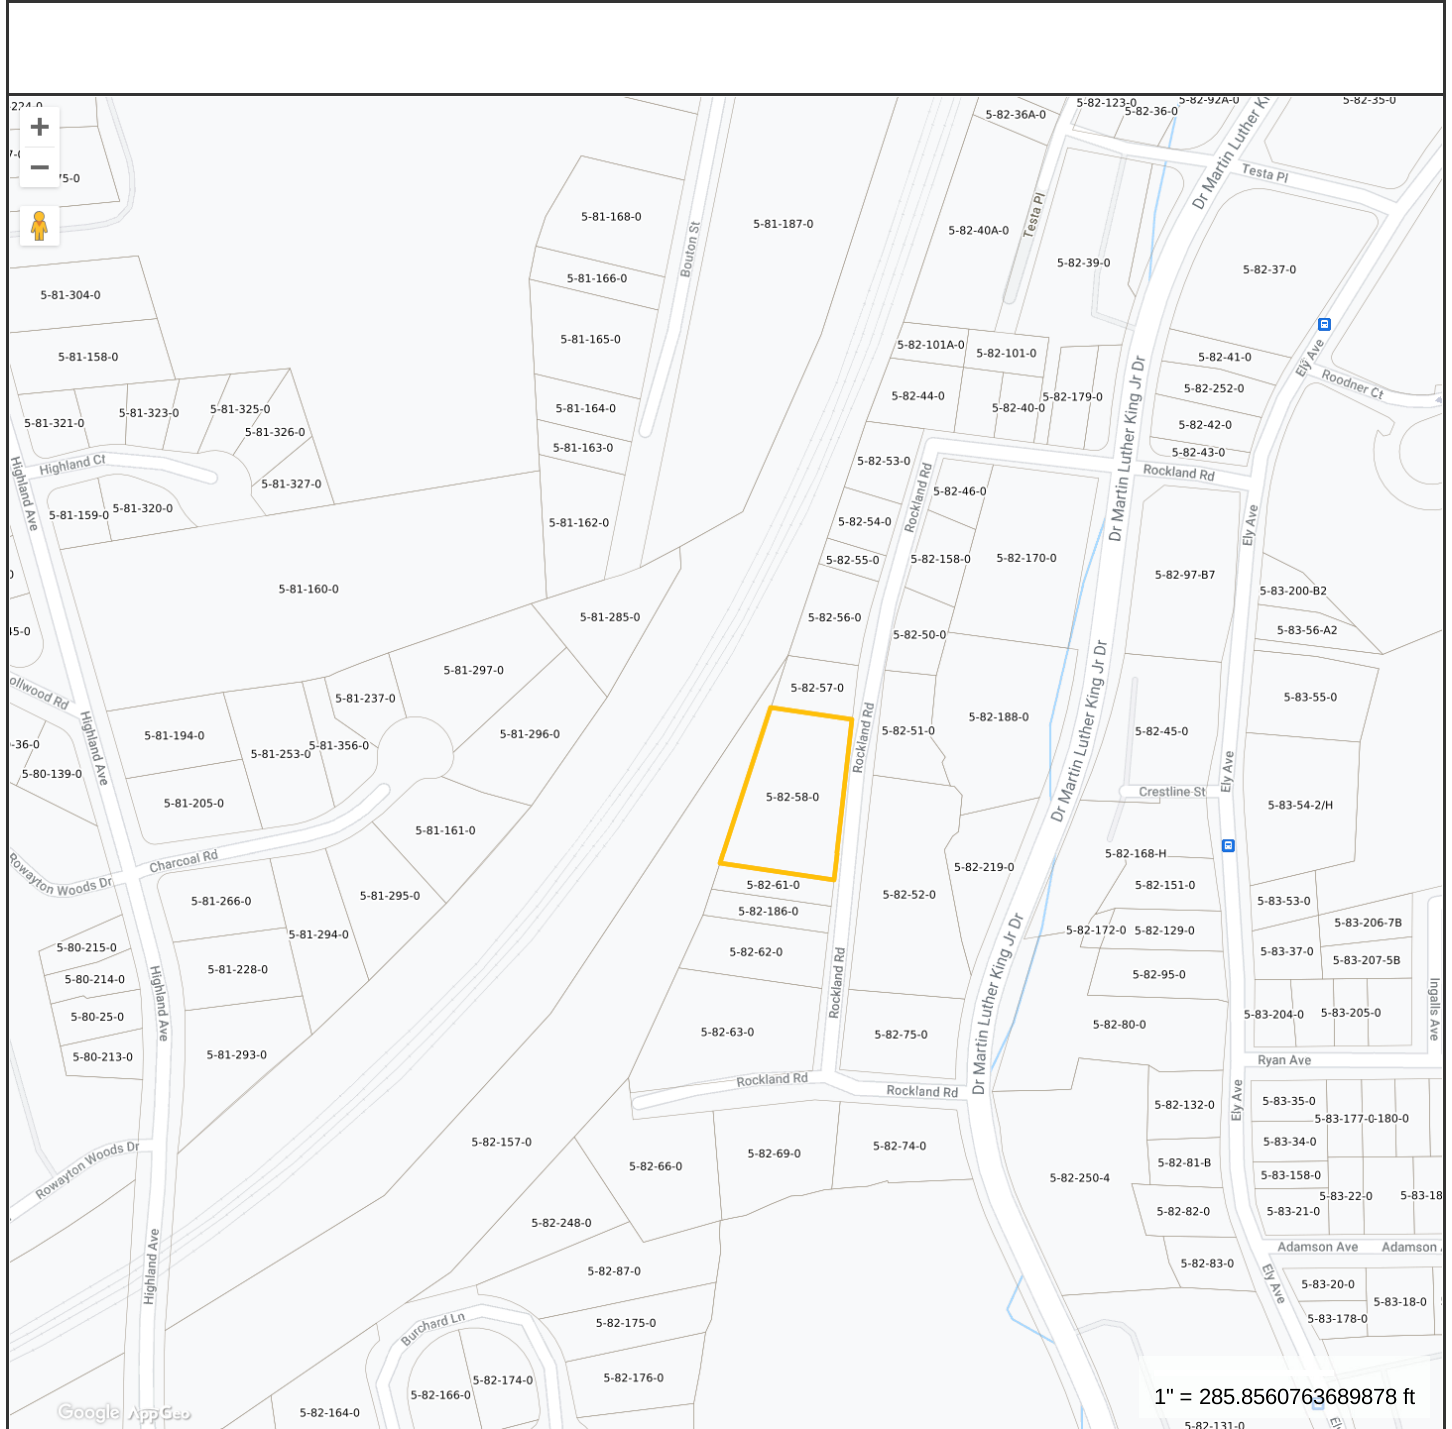 224-0
5-82-123-0
5-82-36-0
5-82-92A-0
5-82-35-0
5-82-36A-0
Dr Martin Luther Ki
75-0
Testa Pl
5-81-168-0
5-81-187-0
5-82-40A-0
Testa Pl
Bouton St
5-82-39-0
5-82-37-0
5-81-166-0
5-81-304-0
5-81-165-0
5-82-101A-0
5-82-101-0
5-81-158-0
5-82-41-0
Ely Ave
Roodner Ct
5-82-252-0
5-82-44-0
5-82-40-0
5-82-179-0
5-81-321-0
5-81-323-0
5-81-325-0
5-81-326-0
5-81-164-0
5-82-42-0
5-81-163-0
5-82-43-0
Dr Martin Luther King Jr Dr
Highland Ct
5-82-53-0
Rockland Rd
5-81-327-0
5-82-46-0
Rockland Rd
Highland Ave
5-81-159-0
5-81-320-0
5-81-162-0
5-82-54-0
Ely Ave
5-82-55-0
5-82-158-0
5-82-170-0
5-82-97-B7
5-81-160-0
5-83-200-B2
5-81-285-0
5-82-56-0
45-0
5-82-50-0
5-83-56-A2
5-81-297-0
ollwood Rd
5-81-237-0
5-82-57-0
5-83-55-0
5-82-188-0
Dr Martin Luther King Jr Dr
5-81-194-0
5-81-296-0
Rockland Rd
5-82-51-0
5-82-45-0
-36-0
Highland Ave
5-81-253-0
5-81-356-0
5-80-139-0
Ely Ave
5-81-205-0
5-82-58-0
Crestline St
5-83-54-2/H
5-81-161-0
Charcoal Rd
5-82-168-H
Rowayton Woods Dr
5-82-219-0
5-82-61-0
5-82-151-0
5-81-295-0
5-82-52-0
5-81-266-0
5-83-53-0
5-82-186-0
5-83-206-7B
5-81-294-0
5-82-172-0
5-82-129-0
5-80-215-0
5-82-62-0
5-83-37-0
5-83-207-5B
5-81-228-0
5-80-214-0
5-82-95-0
Rockland Rd
Highland Ave
Dr Martin Luther King Jr Dr
5-80-25-0
5-83-204-0
5-83-205-0
Ingalls Ave
5-82-80-0
5-82-63-0
5-82-75-0
5-80-213-0
5-81-293-0
Ryan Ave
Rockland Rd
Rockland Rd
Ely Ave
5-83-35-0
5-82-132-0
5-83-177-0
-180-0
5-82-157-0
5-82-74-0
5-83-34-0
5-82-69-0
Rowayton Woods Dr
5-82-66-0
5-82-81-B
5-83-158-0
5-82-250-4
5-83-22-0
5-83-18
5-82-82-0
5-83-21-0
5-82-248-0
Adamson Ave
Adamson
Highland Ave
5-82-83-0
5-82-87-0
Ely Ave
5-83-20-0
5-83-18-0
5-83-178-0
Burchard Ln
5-82-175-0
5-82-176-0
5-82-174-0
5-82-166-0
1" = 285.8560763689878 ft
Google AppGeo
5-82-164-0
5-82-131-0